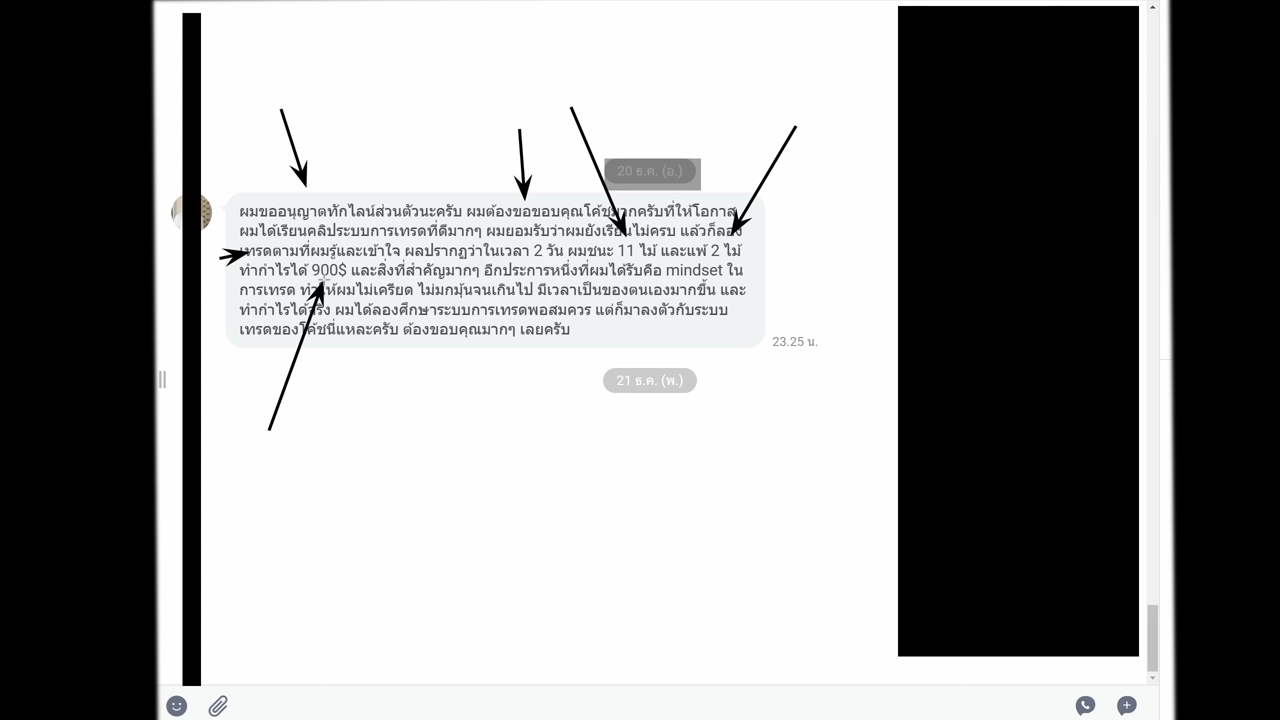 20 ธ.ค. (อ.)
ผมขออนุญาตทักไลน์ส่วนตัวนะครับ ผมต้องขอขอบคุณโค้ชมากครับที่ให้โอกาส
ผมได้เรียนคลิประบบการเทรดที่ดีมากๆ ผมยอมรับว่าผมยังเรียนไม่ครบ แล้วก็ลอง
เทรดตามที่ผมรู้และเข้าใจ ผลปรากฏว่าในเวลา 2 วัน ผมชนะ 11 ไม้ และแพ้ 2 ไม้
ทำกำไรได้ 900$ และสิ่งที่สำคัญมากๆ อีกประการหนึ่งที่ผมได้รับคือ mindset ใน
การเทรด ทำให้ผมไม่เครียด ไม่มกมุ้นจนเกินไป มีเวลาเป็นของตนเองมากขึ้น และ
ทำกำไรได้จริง ผมได้ลองศึกษาระบบการเทรดพอสมควร แต่ก็มาลงตัวกับระบบ
เทรดของโค้ชนี่แหละครับ ต้องขอบคุณมากๆ เลยครับ
23.25 น.
21 ธ.ค. (พ.)